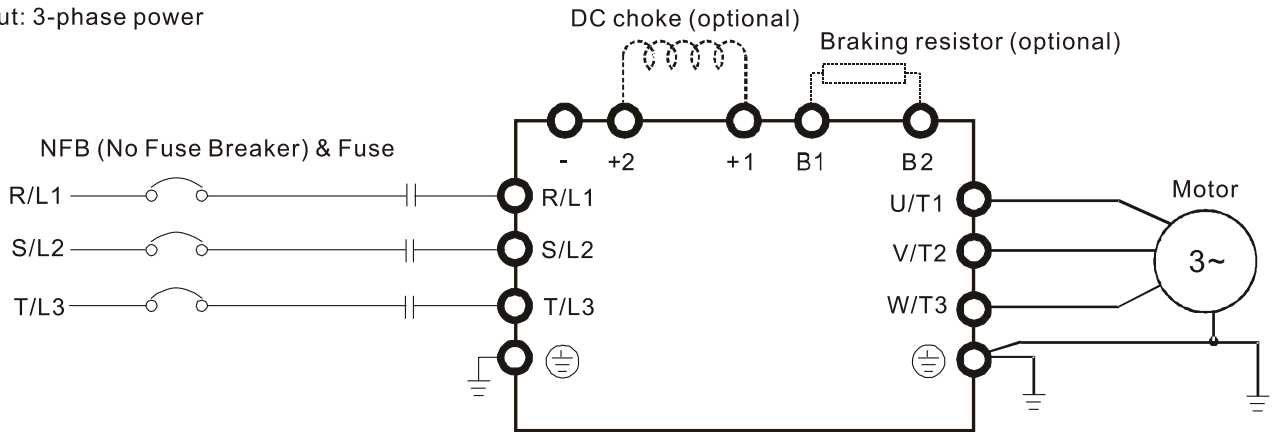 3-phase power
DC choke (optional)
Braking resistor (optional)
NFB (No Fuse Breaker) & Fuse
- +2 +1 B1 B2
Motor
R/L1 R/L1 U/T1
S/L2 S/L2 V/T2 3~
T/L3 T/L3 W/T3